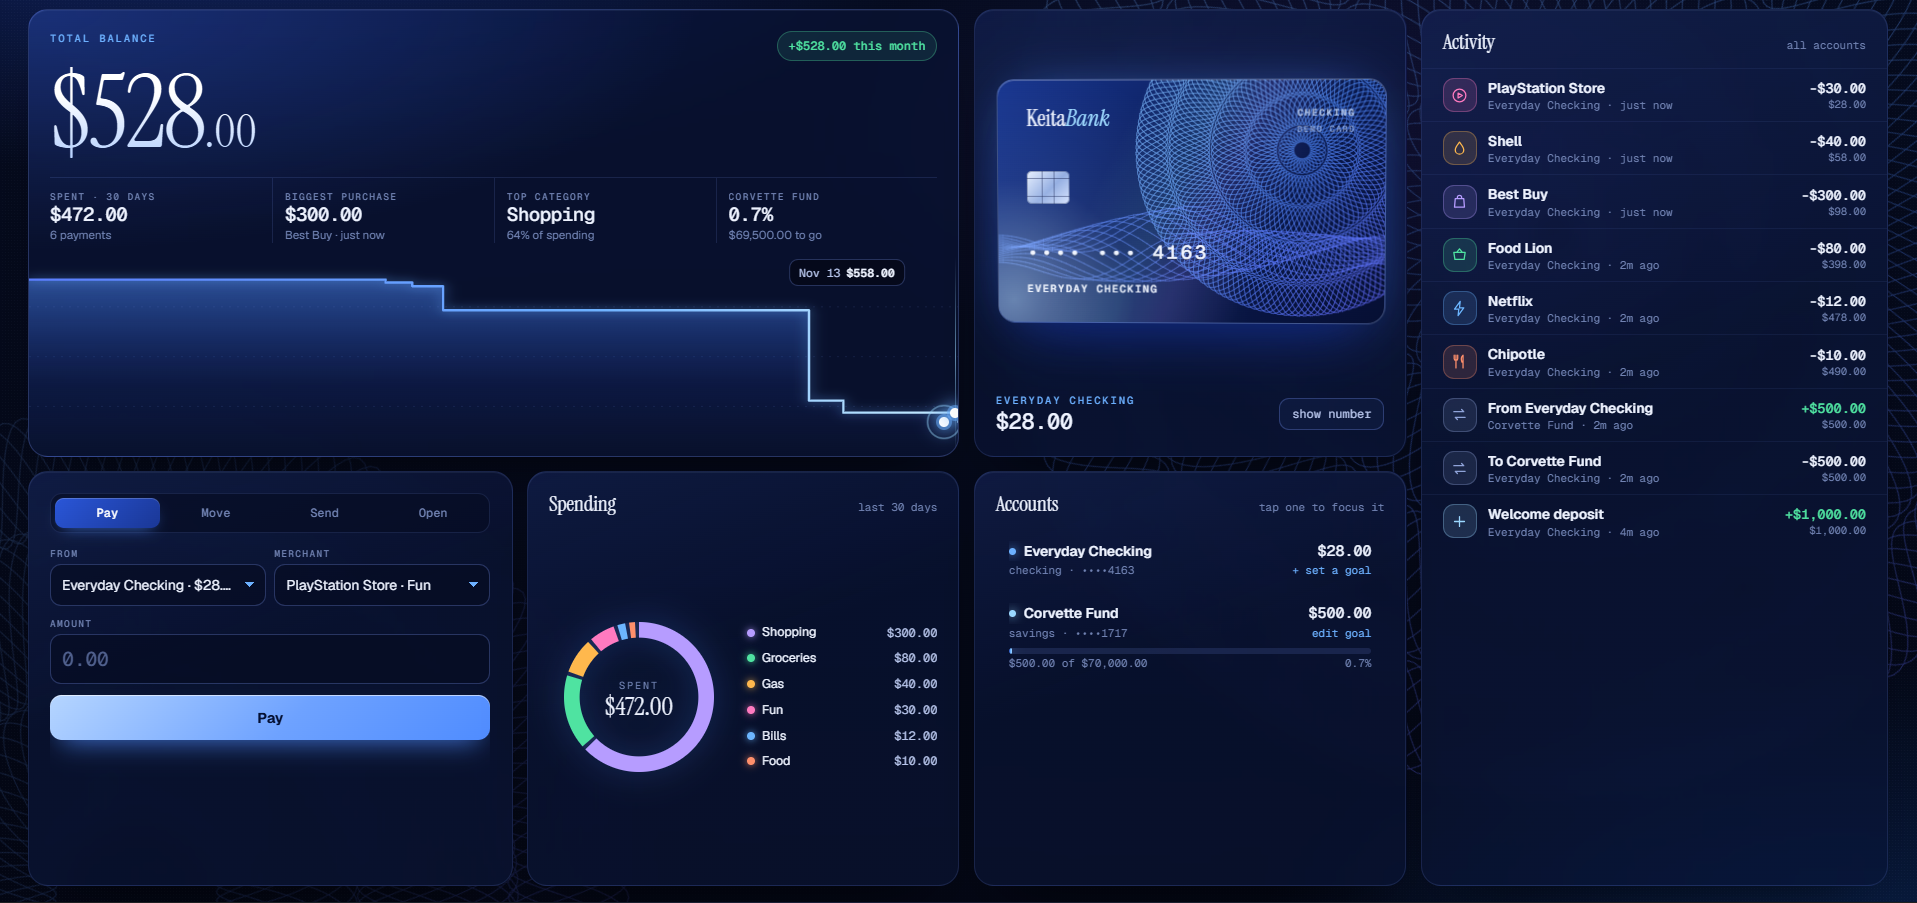 TOTAL BALANCE
+$528.00 this month
$528.00
SPENT · 30 DAYS
$472.00
6 payments
BIGGEST PURCHASE
$300.00
Best Buy · just now
TOP CATEGORY
Shopping
64% of spending
CORVETTE FUND
0.7%
$69,500.00 to go
Nov 13 $558.00
KeitaBank
CHECKING
DEMO CARD
•••• ••• 4163
EVERYDAY CHECKING
EVERYDAY CHECKING
$28.00
show number
Activity
all accounts
PlayStation Store
-$30.00
Everyday Checking · just now
$28.00
Shell
-$40.00
Everyday Checking · just now
$58.00
Best Buy
-$300.00
Everyday Checking · just now
$98.00
Food Lion
-$80.00
Everyday Checking · 2m ago
$398.00
Netflix
-$12.00
Everyday Checking · 2m ago
$478.00
Chipotle
-$10.00
Everyday Checking · 2m ago
$490.00
From Everyday Checking
+$500.00
Corvette Fund · 2m ago
$500.00
To Corvette Fund
-$500.00
Everyday Checking · 2m ago
$500.00
Welcome deposit
+$1,000.00
Everyday Checking · 4m ago
$1,000.00
Pay
Move
Send
Open
FROM
MERCHANT
Everyday Checking · $28....
PlayStation Store · Fun
AMOUNT
0.00
Pay
Spending
last 30 days
SPENT
$472.00
Shopping
$300.00
Groceries
$80.00
Gas
$40.00
Fun
$30.00
Bills
$12.00
Food
$10.00
Accounts
tap one to focus it
Everyday Checking
$28.00
checking · ••••4163
+ set a goal
Corvette Fund
$500.00
savings · ••••1717
edit goal
$500.00 of $70,000.00
0.7%